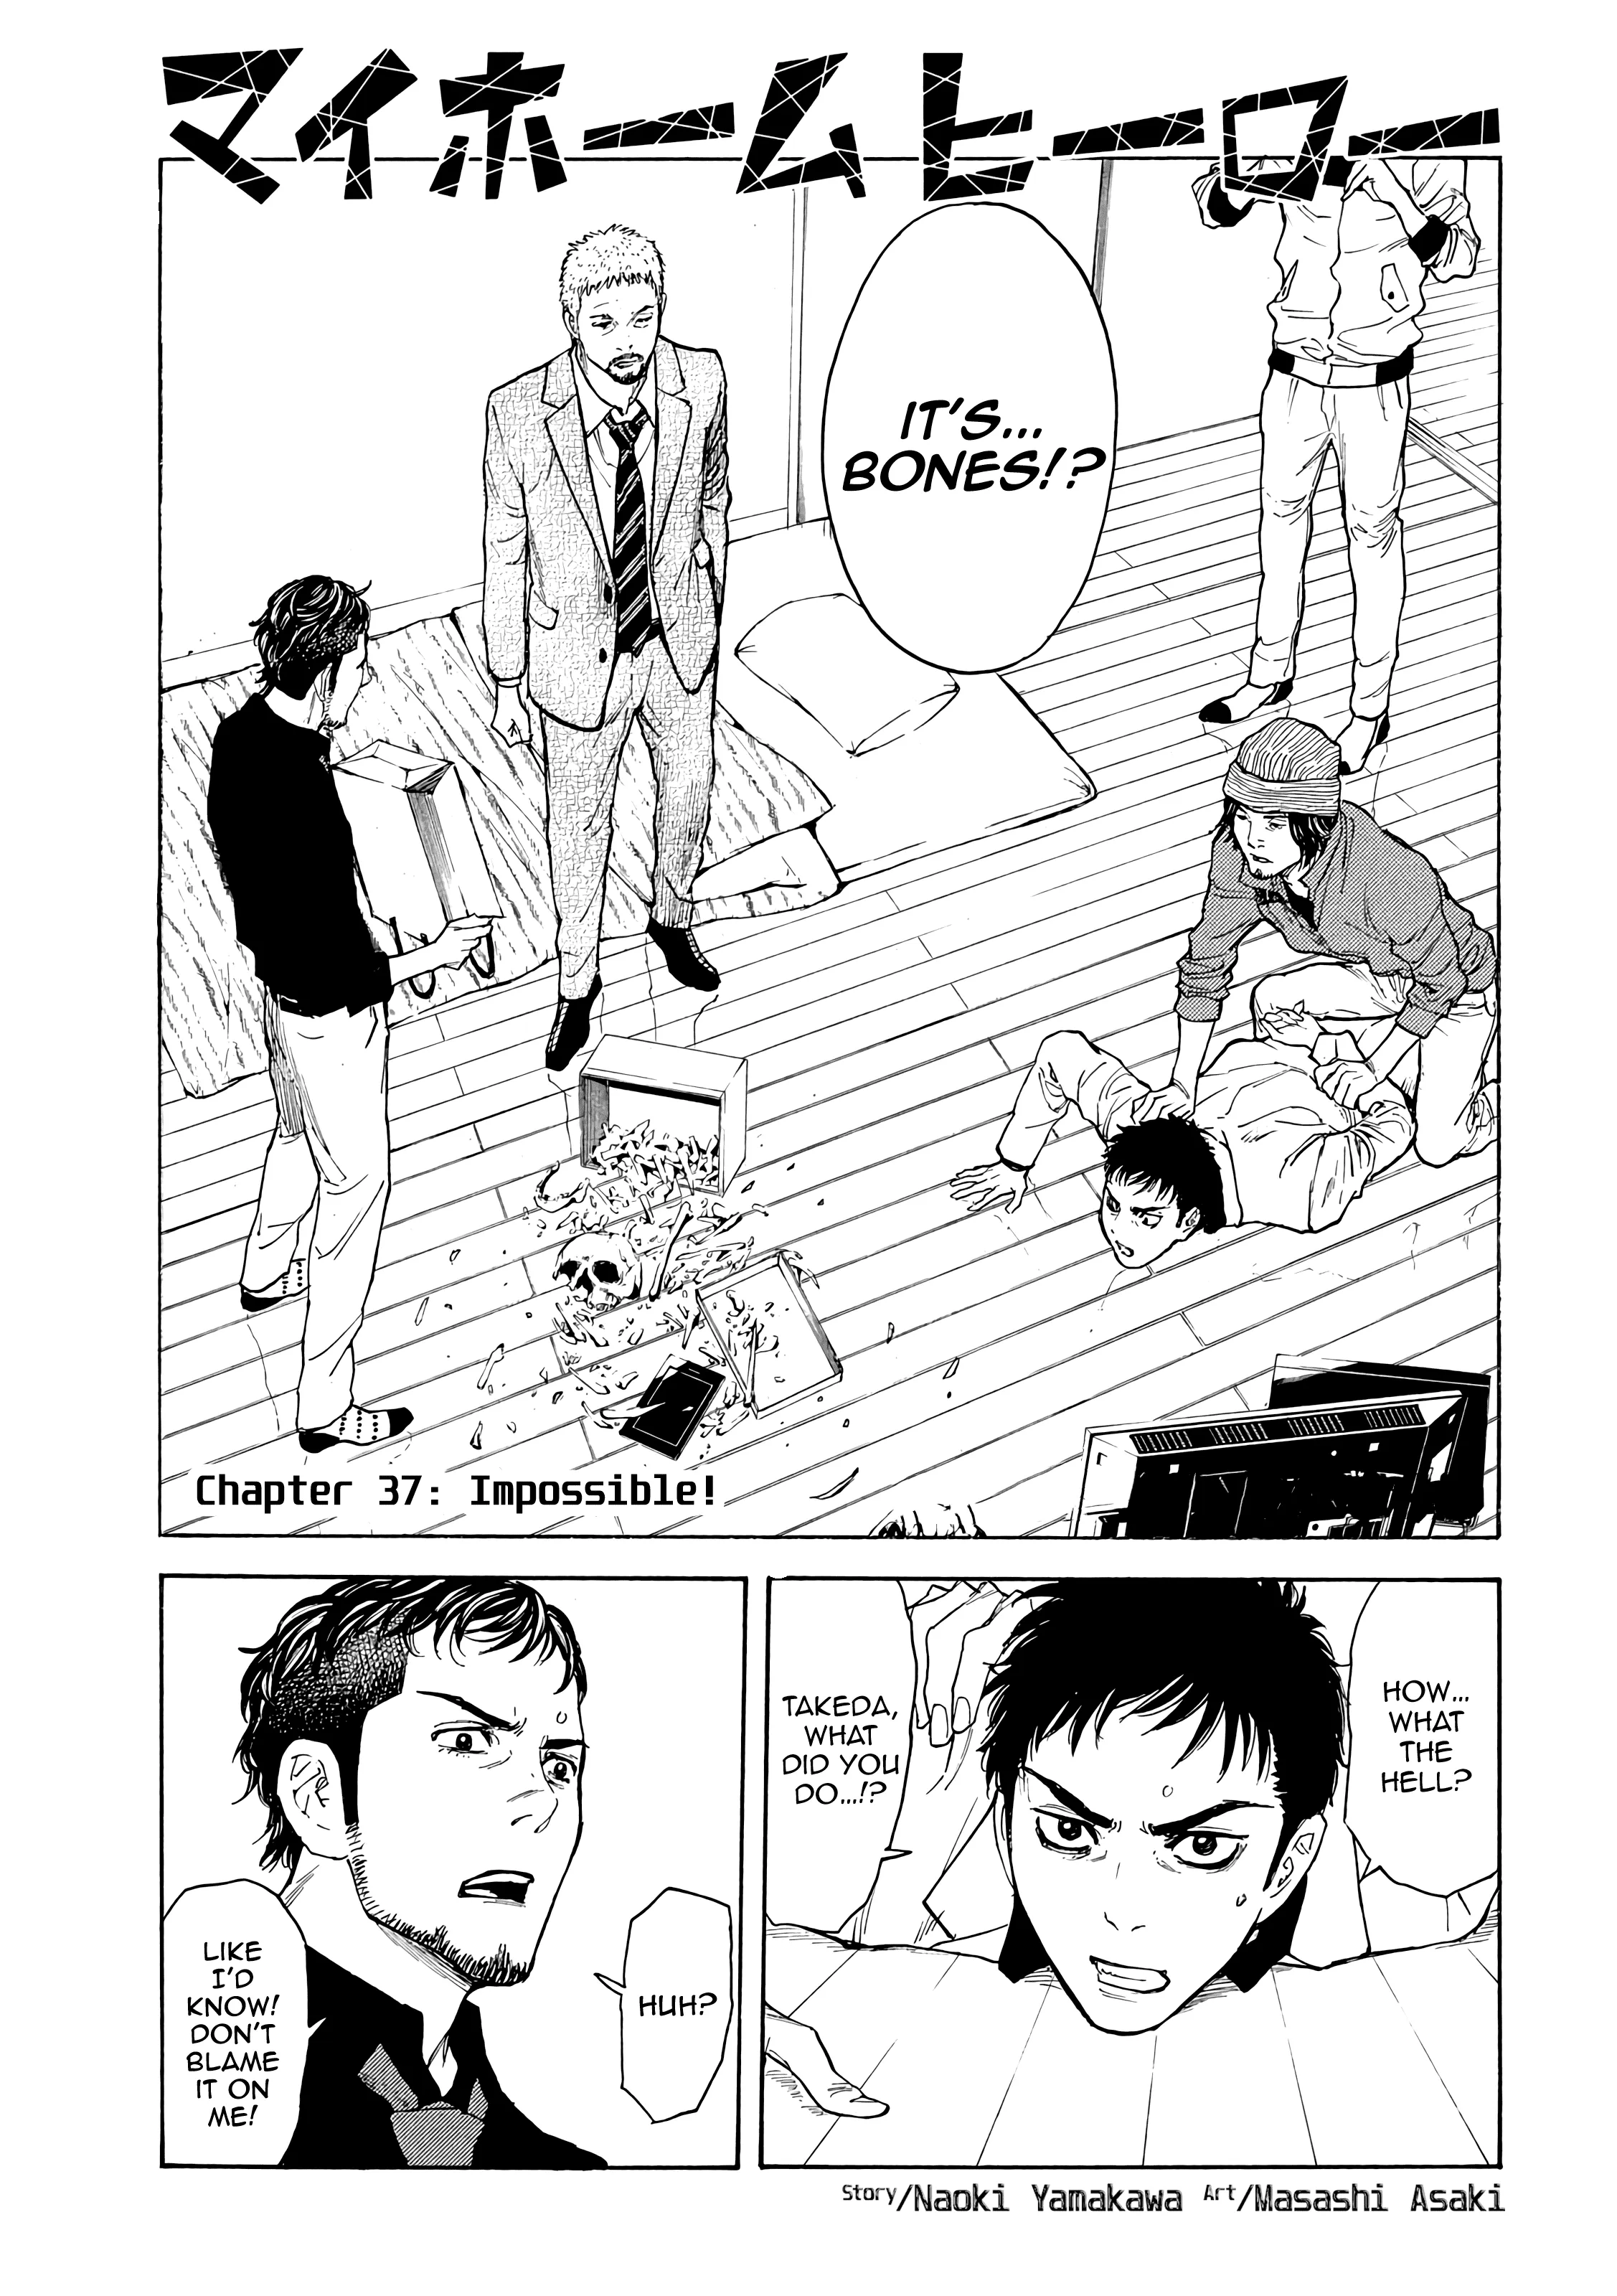 マイホームヒーロー
IT'S...
BONES!?
Chapter 37: Impossible!
HOW...
WHAT
THE
HELL?
TAKEDA,
WHAT
DID YOU
DO...!?
HUH?
LIKE
I'D
KNOW!
DON'T
BLAME
IT ON
ME!
Story/Naoki Yamakawa Art/Masashi Asaki